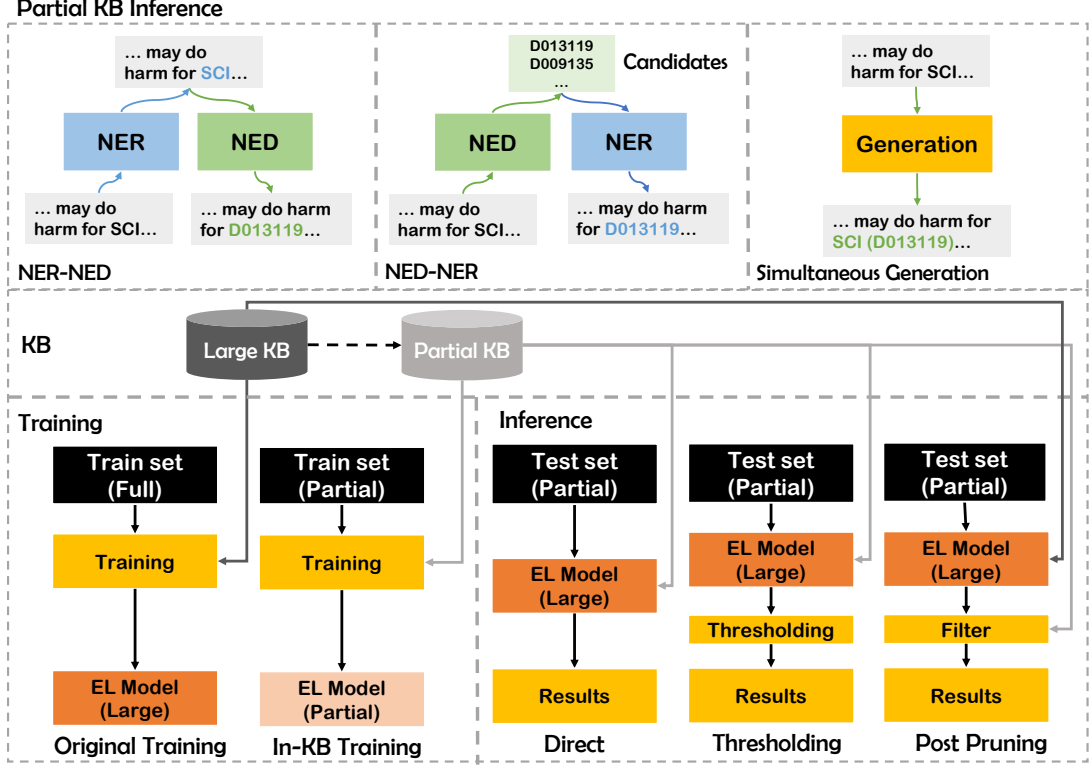 Partial KB Inference
... may do
harm for SCI...
NER
NED
... may do
harm for SCI...
... may do harm
for D013119...
NER-NED
D013119
D009135
...
Candidates
NED
NER
... may do
harm for SCI...
... may do harm
for D013119...
NED-NER
... may do
harm for SCI...
Generation
... may do harm for
SCI (D013119)...
Simultaneous Generation
KB
Large KB
Partial KB
Training
Train set
(Full)
Training
EL Model
(Large)
Original Training
Train set
(Partial)
Training
EL Model
(Partial)
In-KB Training
Inference
Test set
(Partial)
EL Model
(Large)
Results
Direct
Test set
(Partial)
EL Model
(Large)
Thresholding
Results
Thresholding
Test set
(Partial)
EL Model
(Large)
Filter
Results
Post Pruning